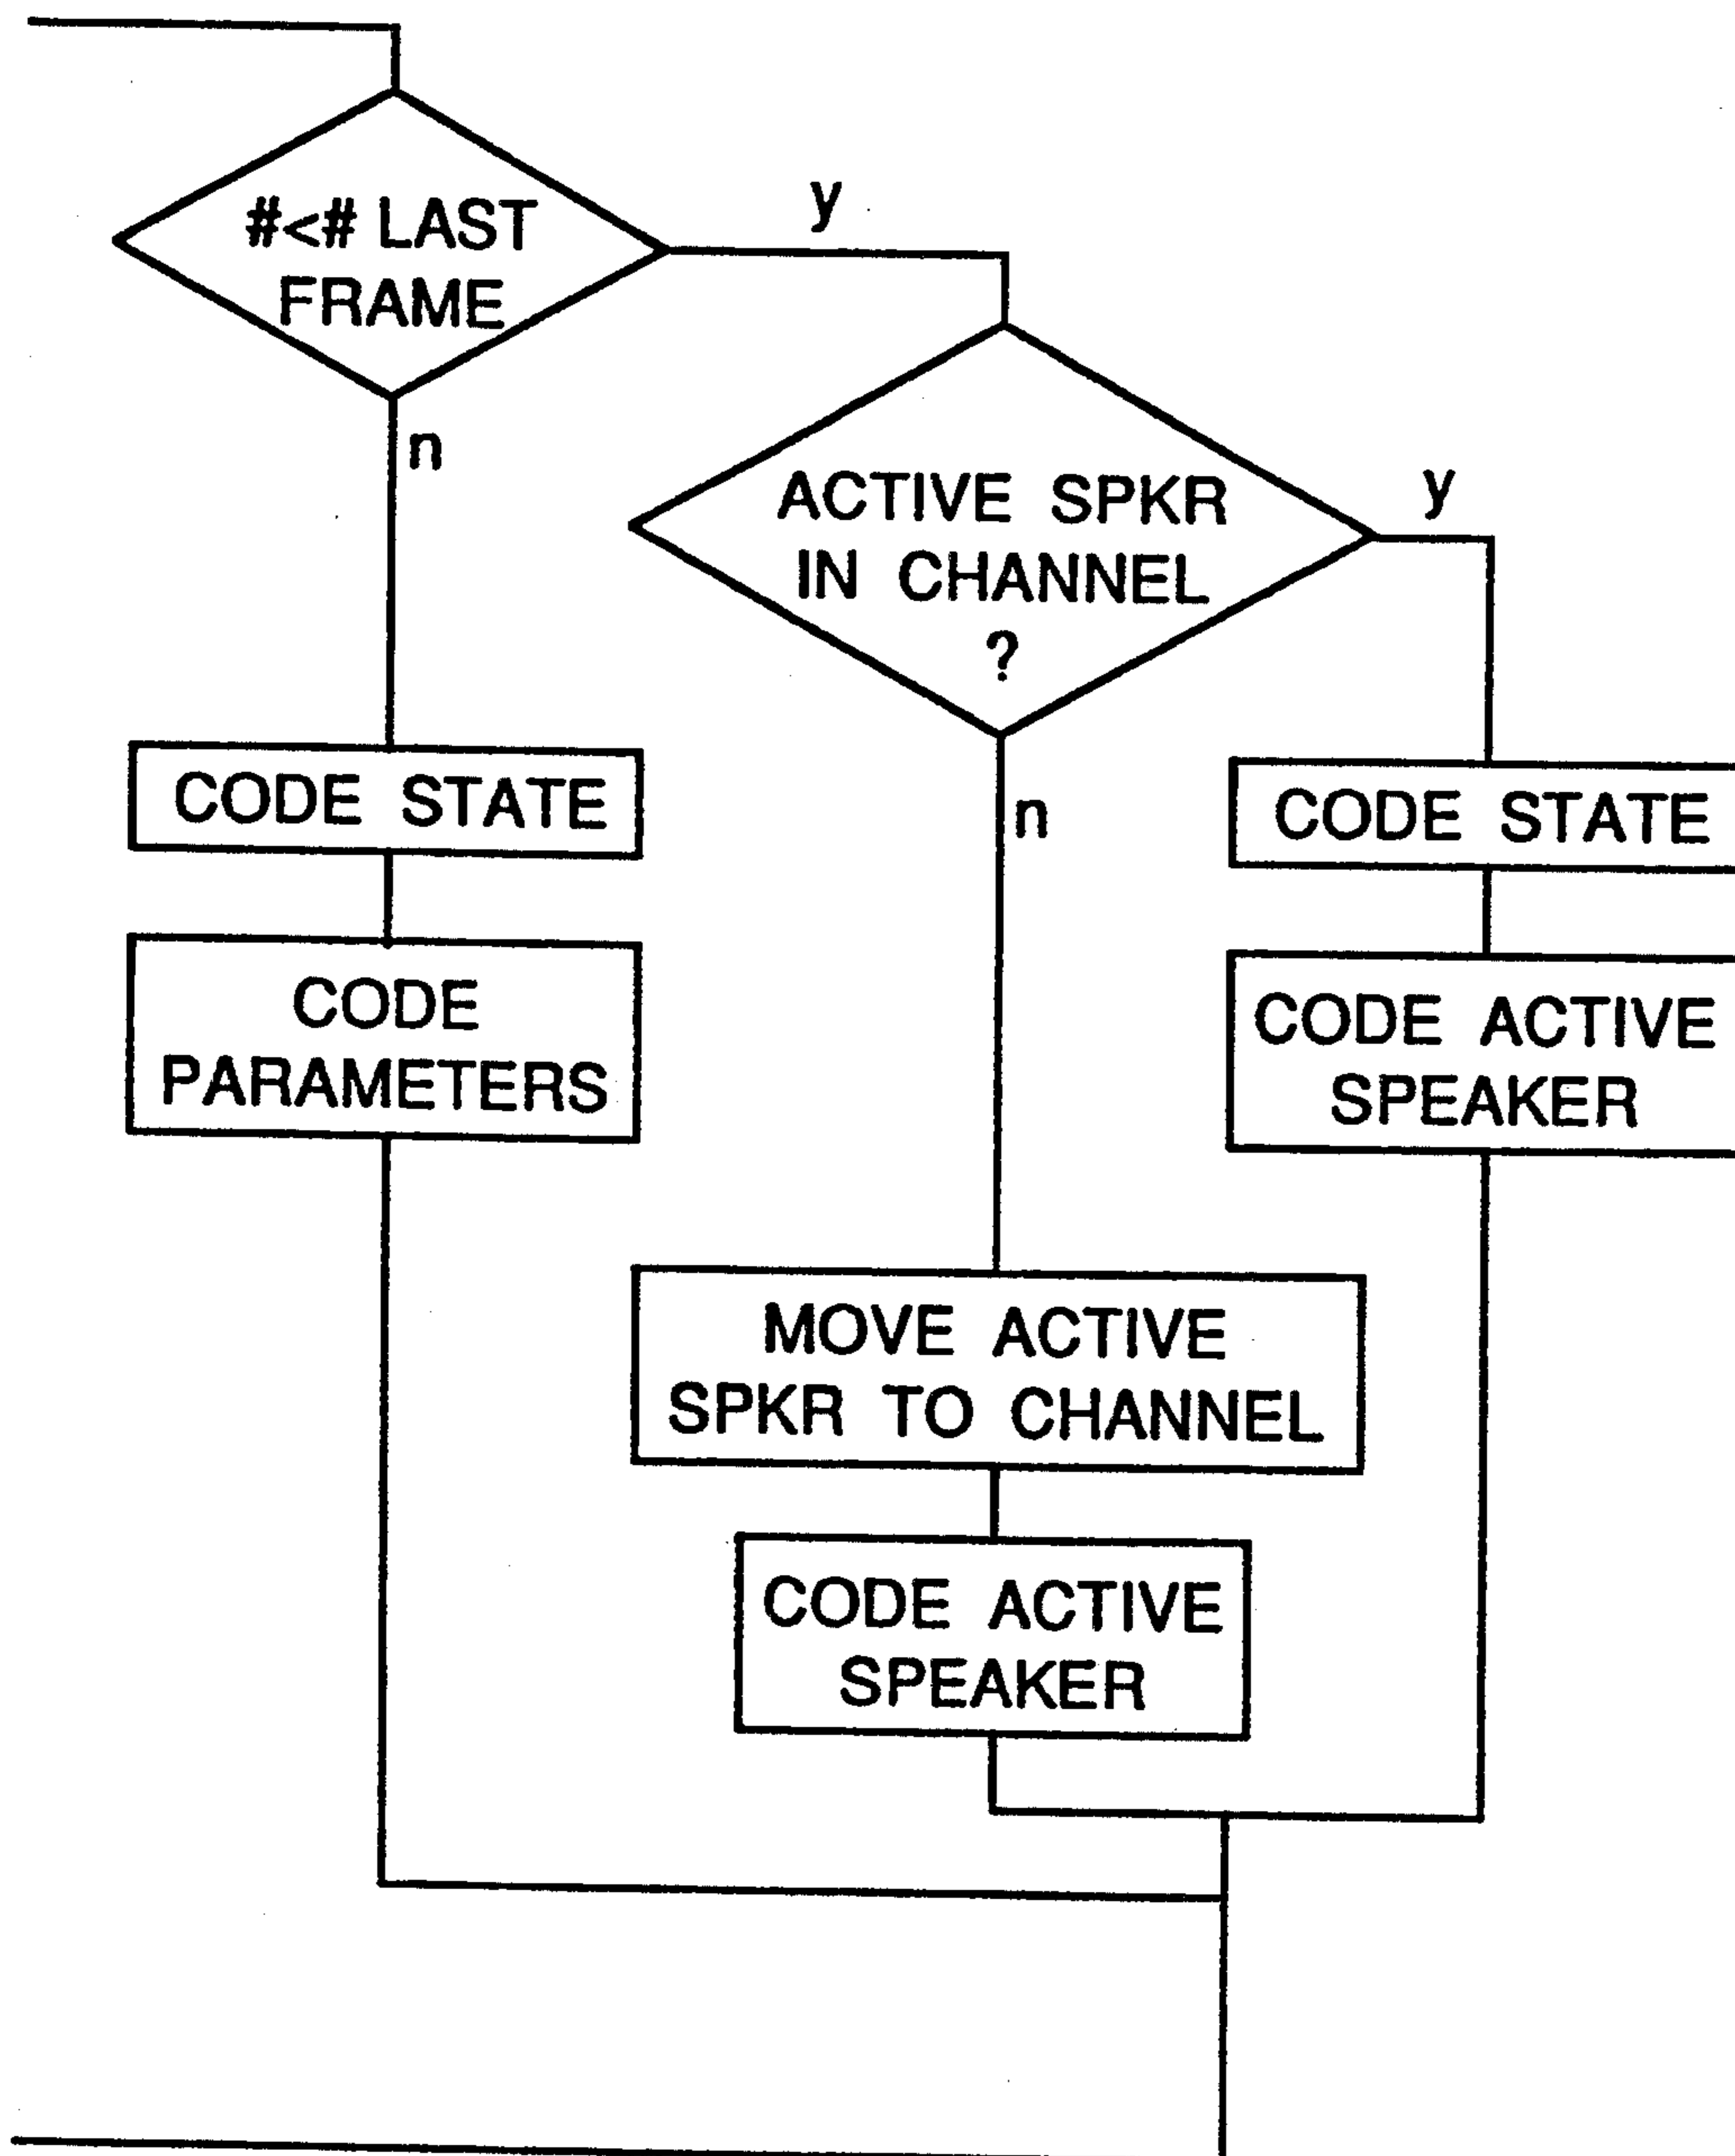 #<# LAST
FRAME
y
n
ACTIVE SPKR
IN CHANNEL
?
y
n
CODE STATE
CODE
PARAMETERS
CODE STATE
CODE ACTIVE
SPEAKER
MOVE ACTIVE
SPKR TO CHANNEL
CODE ACTIVE
SPEAKER